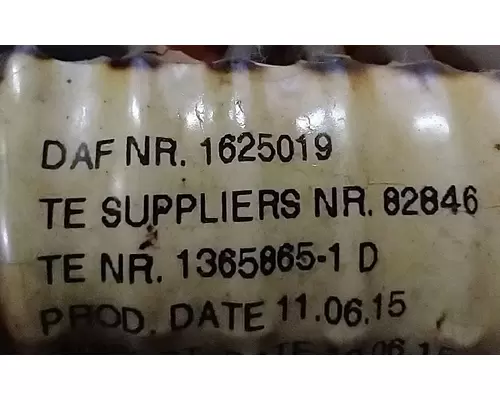 DAF NR. 1625019
TE SUPPLIERS NR. 82846
TE NR. 1365865-1 D
PROD. DATE 11.06.15